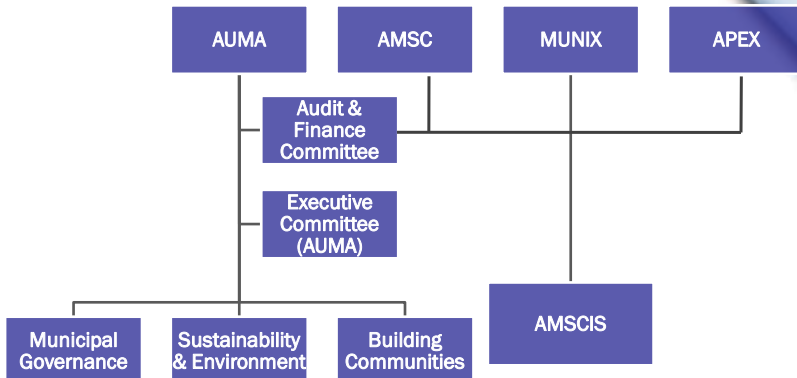 AUMA
AMSC
MUNIX
APEX
Audit &
Finance
Committee
Executive
Committee
(AUMA)
AMSCIS
Municipal
Governance
Sustainability
& Environment
Building
Communities